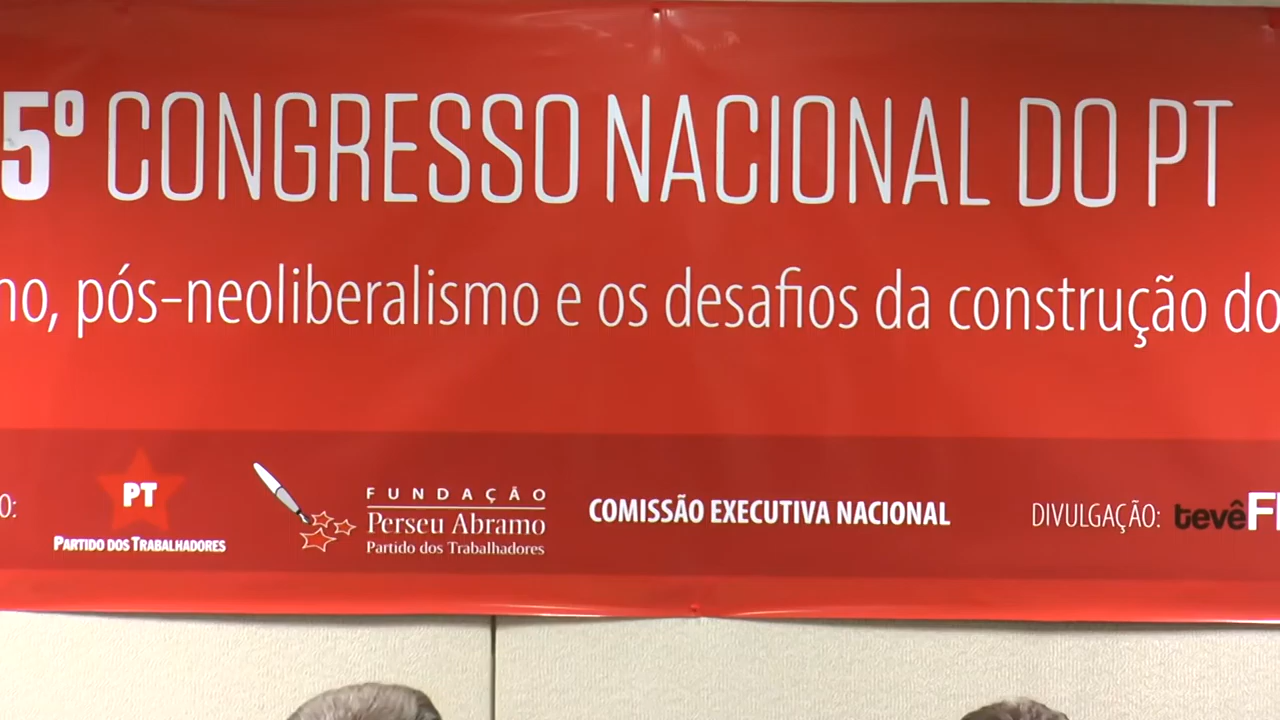 5º CONGRESSO NACIONAL DO PT
pós-neoliberalismo e os desafios da construção do
PT
PARTIDO DOS TRABALHADORES
FUNDAÇÃO
Perseu Abramo
Partido dos Trabalhadores
COMISSÃO EXECUTIVA NACIONAL
DIVULGAÇÃO: tevê